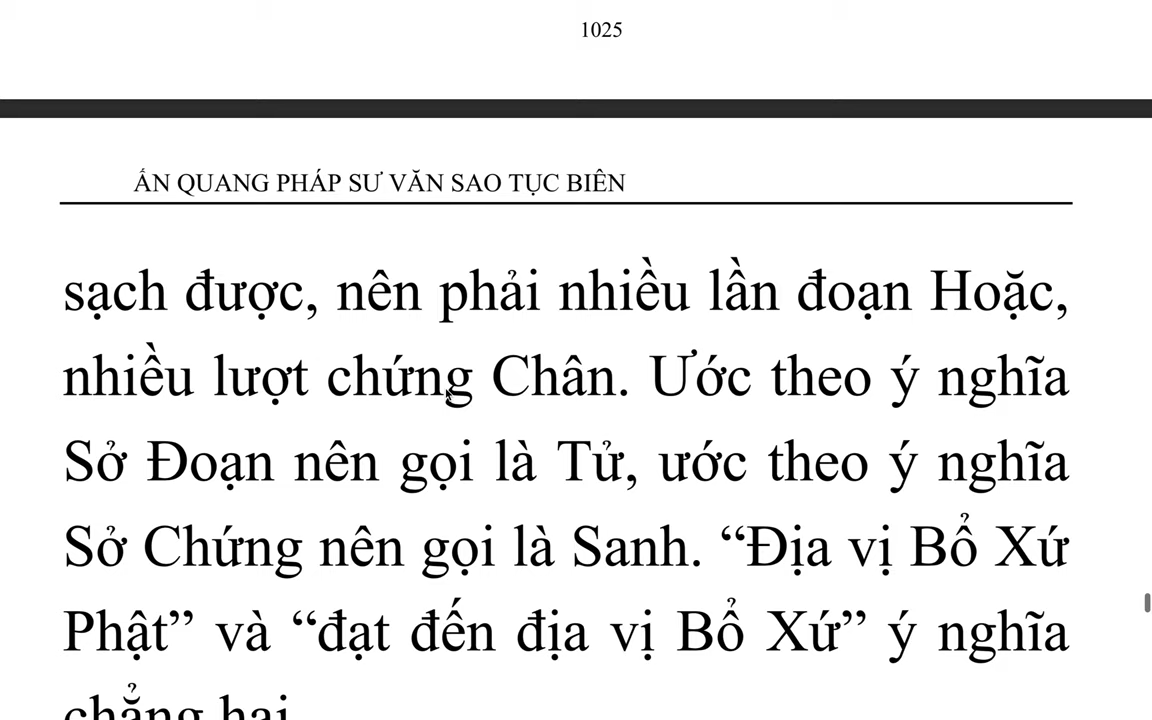 1025
ẤN QUANG PHÁP SƯ VĂN SAO TỤC BIÊN
sạch được, nên phải nhiều lần đoạn Hoặc,
nhiều lượt chứng Chân. Ước theo ý nghĩa
Sở Đoạn nên gọi là Tử, ước theo ý nghĩa
Sở Chứng nên gọi là Sanh. “Địa vị Bổ Xứ
Phật” và “đạt đến địa vị Bổ Xứ” ý nghĩa
chẳng hai.